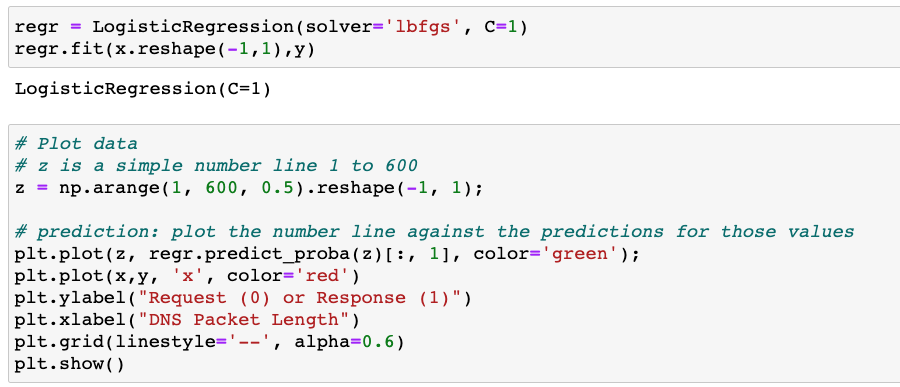 regr = LogisticRegression(solver='lbfgs', C=1)
regr.fit(x.reshape(-1,1),y)
LogisticRegression(C=1)
# Plot data
# z is a simple number line 1 to 600
z = np.arange(1, 600, 0.5).reshape(-1, 1);
# prediction: plot the number line against the predictions for those values
plt.plot(z, regr.predict_proba(z)[:, 1], color='green');
plt.plot(x,y, 'x', color='red')
plt.ylabel("Request (0) or Response (1)")
plt.xlabel("DNS Packet Length")
plt.grid(linestyle='--', alpha=0.6)
plt.show()